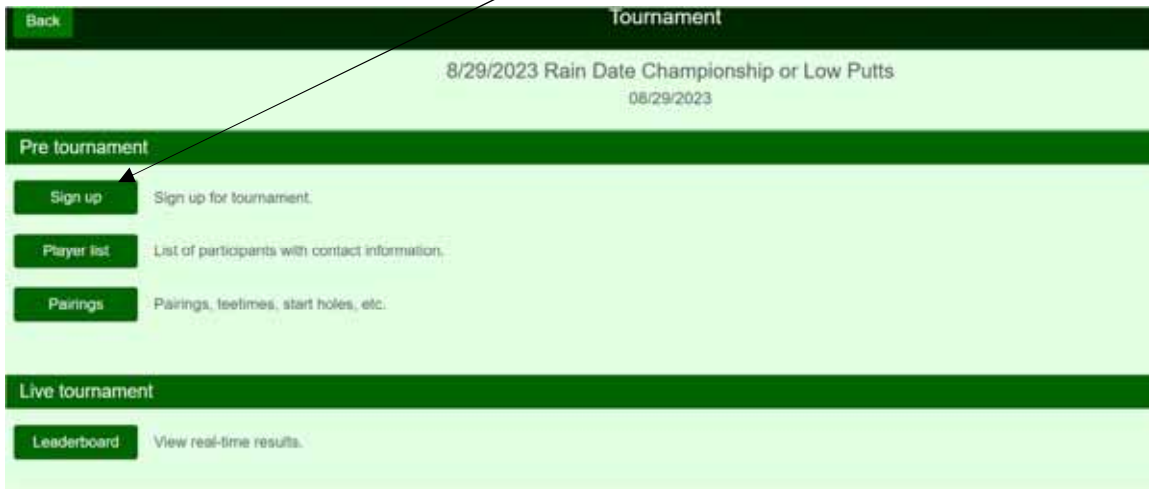 Back
Tournament
8/29/2023 Rain Date Championship or Low Putts
08/29/2023
Pre tournament
Sign up
Sign up for tournament.
Player list
List of participants with contact information.
Pairings
Pairings, teetimes, start holes, etc.
Live tournament
Leaderboard
View real-time results.